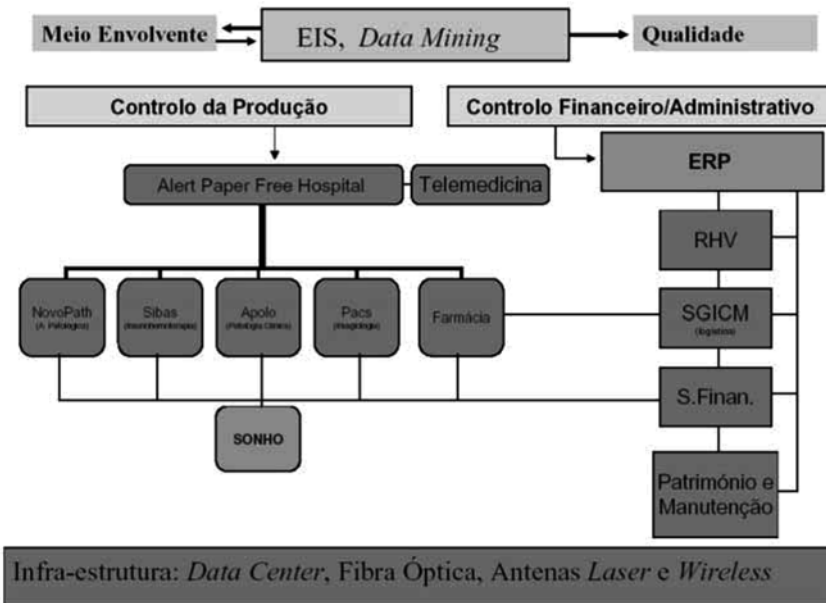 Meio Envolvente
EIS, Data Mining
Qualidade
Controlo da Produção
Controlo Financeiro/Administrativo
ERP
Alert Paper Free Hospital
Telemedicina
RHV
NovoPath
(A. Patológica)
Sibas
(Imunohemoterapia)
Apolo
(Patologia Clínica)
Pacs
(Imagiologia)
Farmácia
SGICM
(logística)
S.Finan.
SONHO
Património e
Manutenção
Infra-estrutura: Data Center, Fibra Óptica, Antenas Laser e Wireless